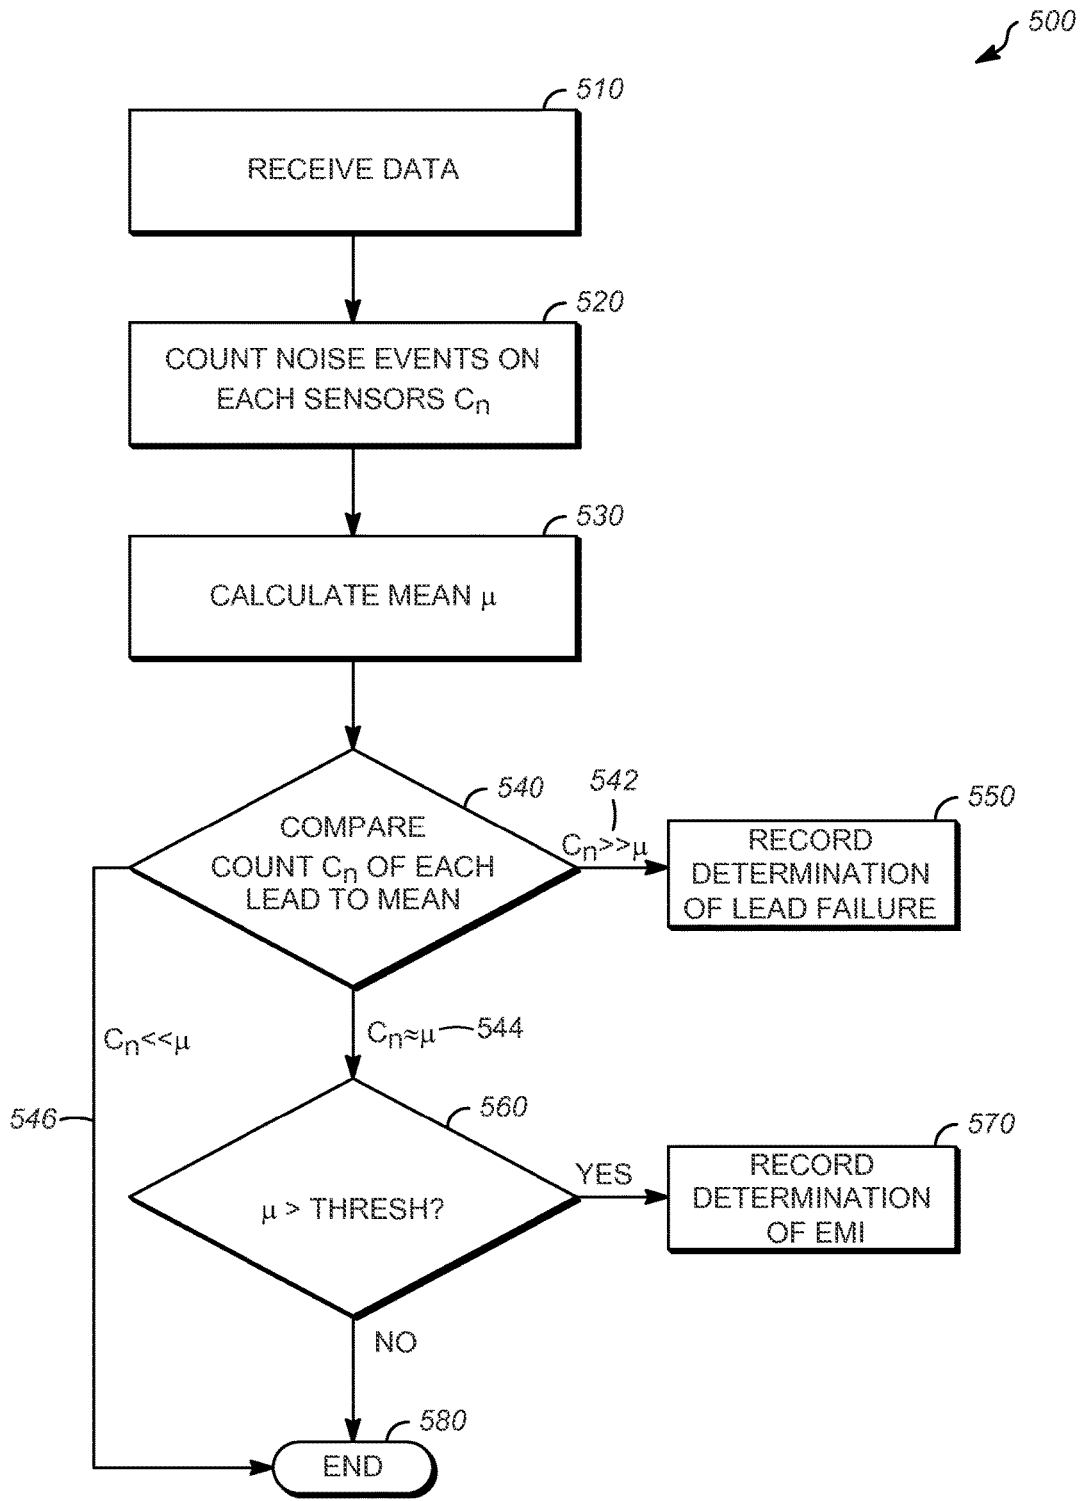 500
510
RECEIVE DATA
520
COUNT NOISE EVENTS ON
EACH SENSORS Cn
530
CALCULATE MEAN μ
540
COMPARE
COUNT Cn OF EACH
LEAD TO MEAN
542
Cn>>μ
550
RECORD
DETERMINATION
OF LEAD FAILURE
Cn<<μ
Cn≈μ
544
546
560
μ > THRESH?
YES
570
RECORD
DETERMINATION
OF EMI
NO
580
END